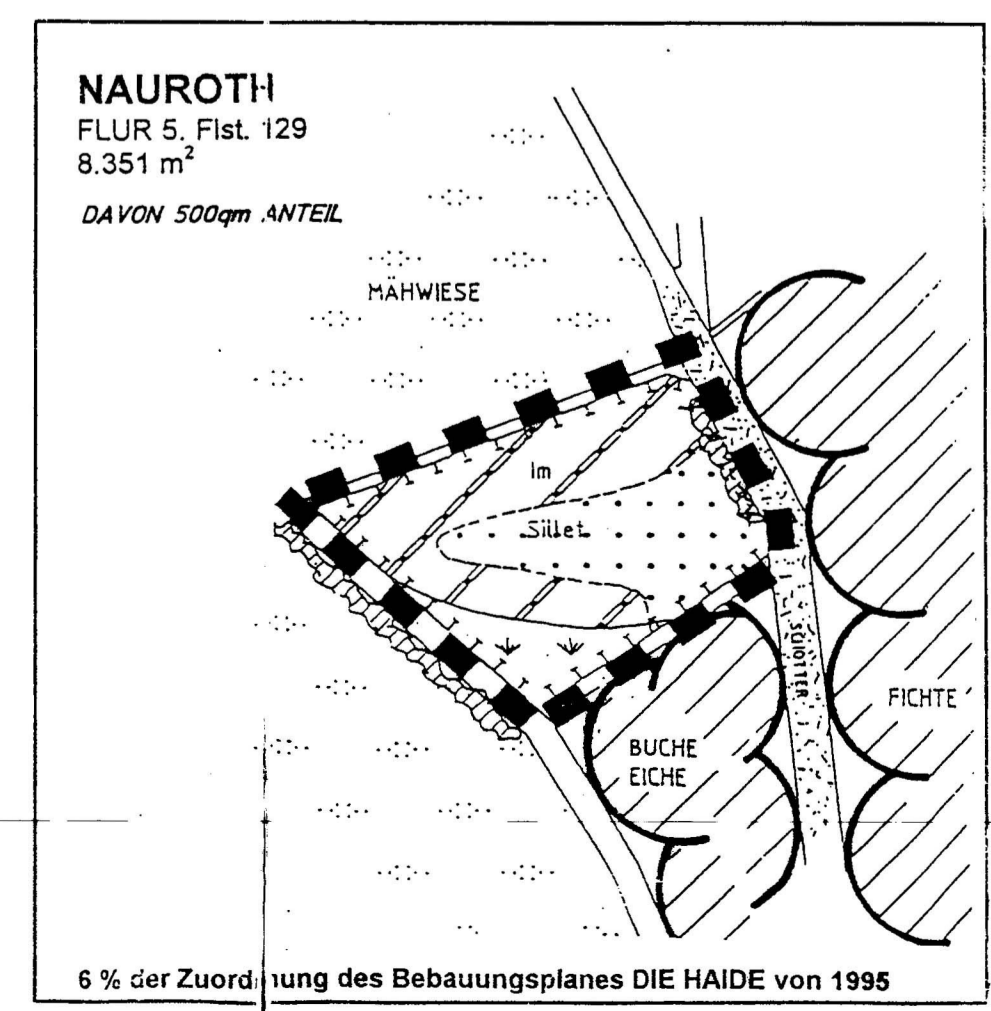 NAUROTH
FLUR 5. Flst. 129
8.351 m²
DAVON 500qm ANTEIL
MÄHWIESE
Im
Sillet
SCHOTTER
FICHTE
BUCHE
EICHE
6 % der Zuordnung des Bebauungsplanes DIE HAIDE von 1995